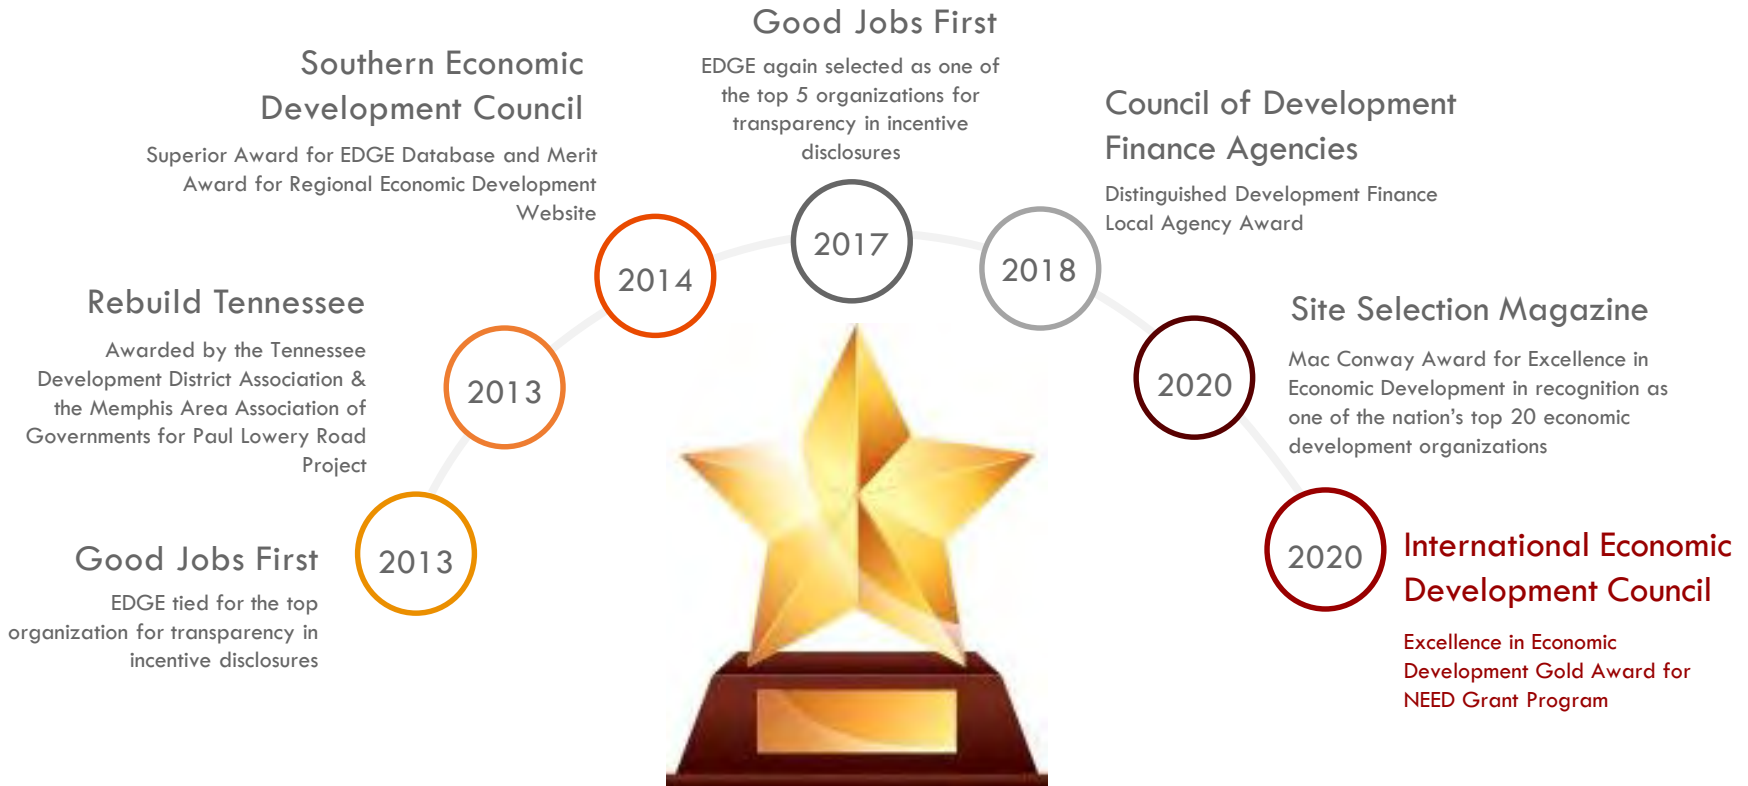 Good Jobs First
EDGE tied for the top
organization for transparency in
incentive disclosures
2013
Rebuild Tennessee
Awarded by the Tennessee
Development District Association &
the Memphis Area Association of
Governments for Paul Lowery Road
Project
2013
Southern Economic
Development Council
Superior Award for EDGE Database and Merit
Award for Regional Economic Development
Website
2014
Good Jobs First
EDGE again selected as one of
the top 5 organizations for
transparency in incentive
disclosures
2017
Council of Development
Finance Agencies
Distinguished Development Finance
Local Agency Award
2018
Site Selection Magazine
Mac Conway Award for Excellence in
Economic Development in recognition as
one of the nation's top 20 economic
development organizations
2020
International Economic
Development Council
Excellence in Economic
Development Gold Award for
NEED Grant Program
2020